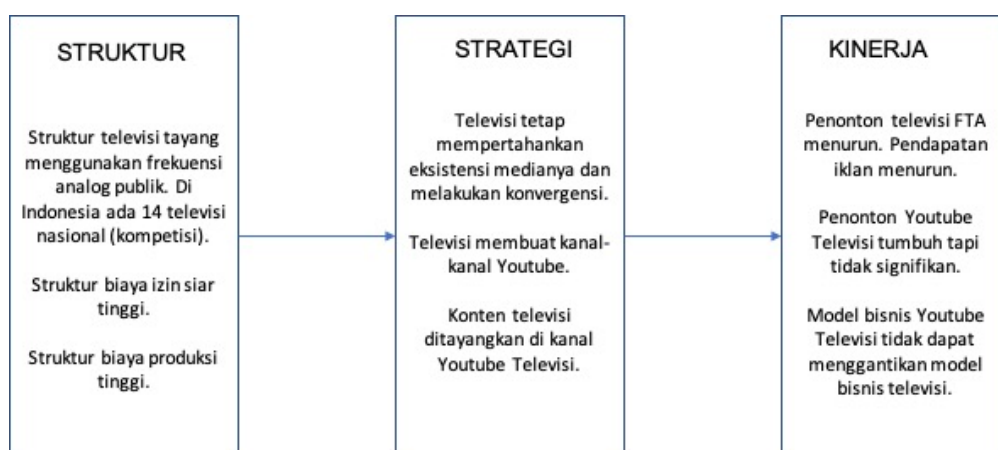 STRUKTUR
Struktur televisi tayang
menggunakan frekuensi
analog publik. Di
Indonesia ada 14 televisi
nasional (kompetisi).
Struktur biaya izin siar
tinggi.
Struktur biaya produksi
tinggi.
STRATEGI
Televisi tetap
mempertahankan
eksistensi medianya dan
melakukan konvergensi.
Televisi membuat kanal-
kanal Youtube.
Konten televisi
ditayangkan di kanal
Youtube Televisi.
KINERJA
Penonton televisi FTA
menurun. Pendapatan
iklan menurun.
Penonton Youtube
Televisi tumbuh tapi
tidak signifikan.
Model bisnis Youtube
Televisi tidak dapat
menggantikan model
bisnis televisi.